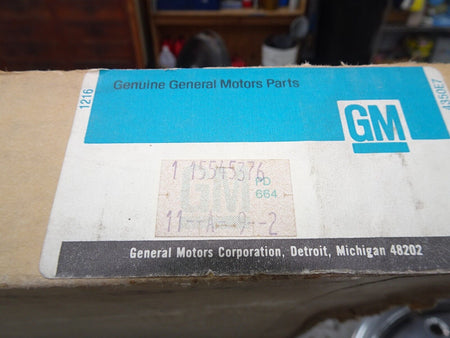 Genuine General Motors Parts
1216
4350E7
GM
1 15545376
GM
PD
664
11--A--9--2
General Motors Corporation, Detroit, Michigan 48202